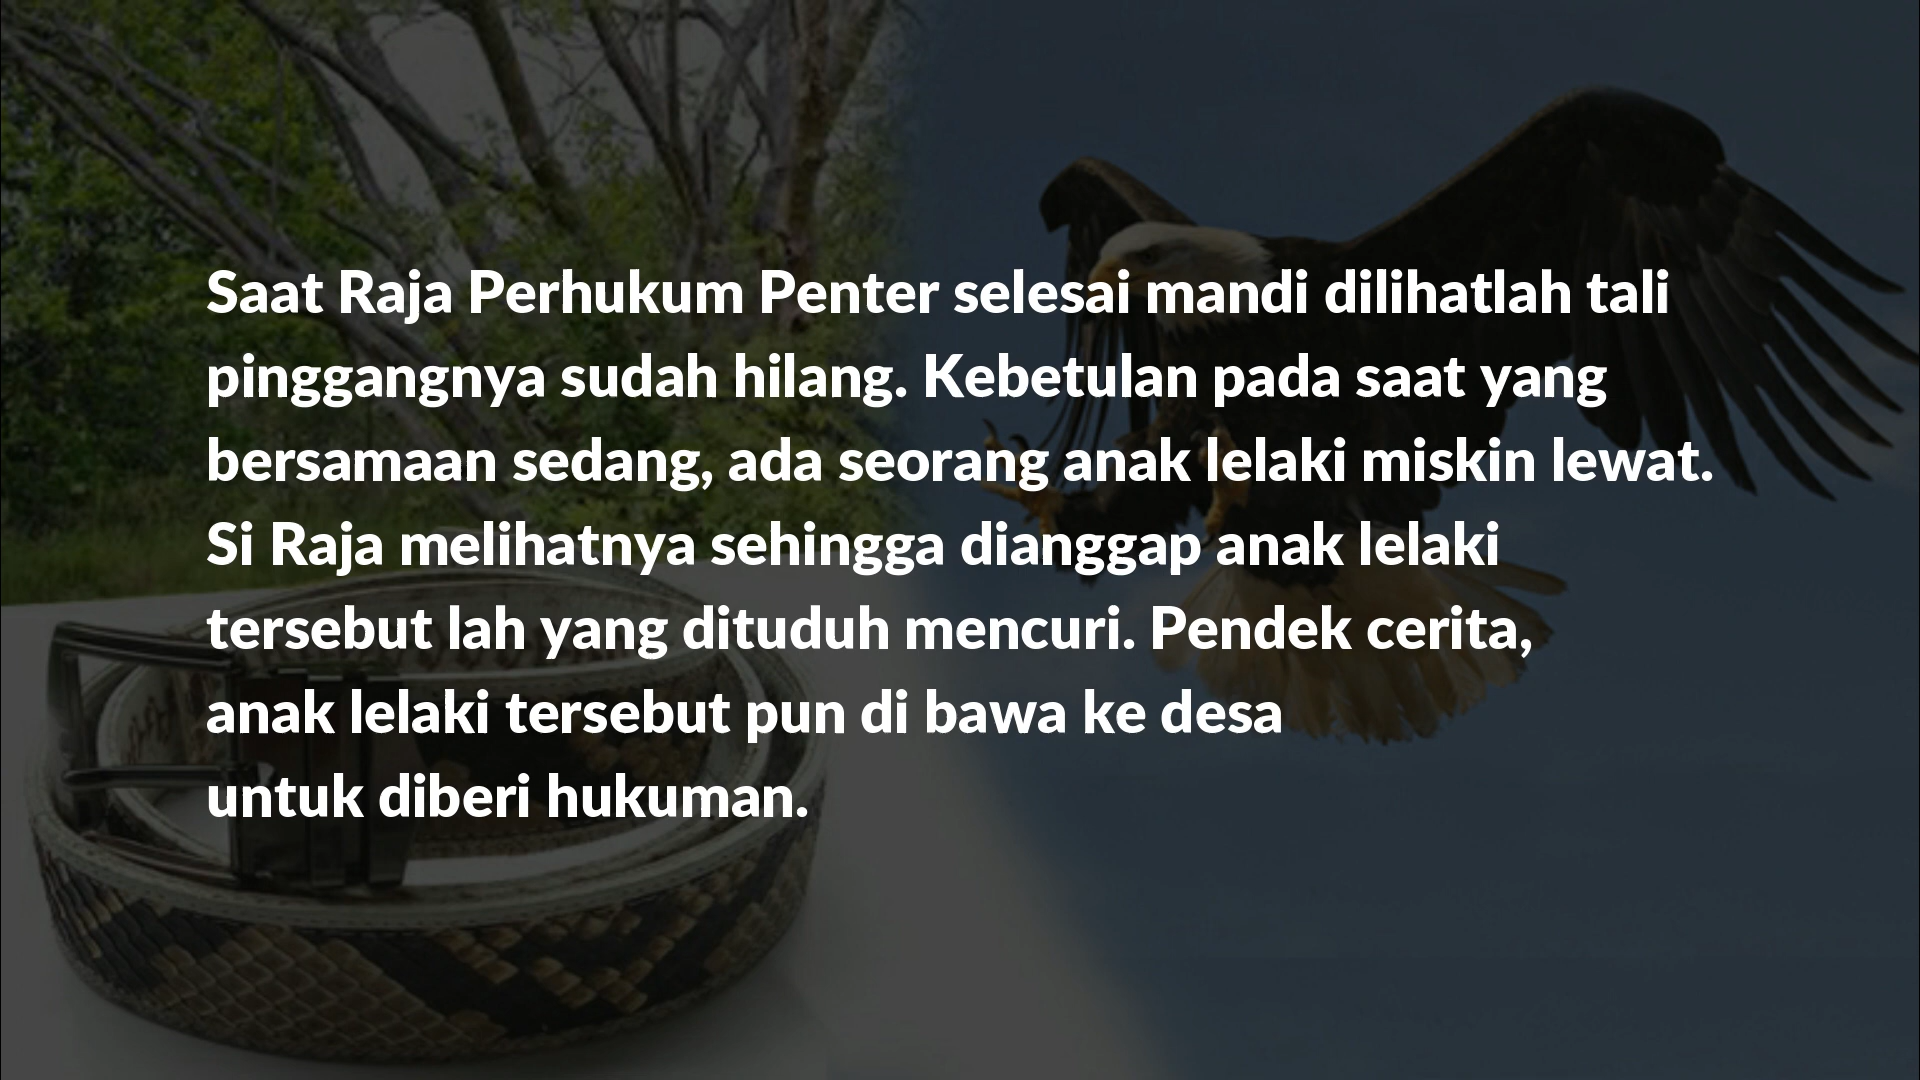 Saat Raja Perhukum Penter selesai mandi dilihatlah tali
pinggangnya sudah hilang. Kebetulan pada saat yang
bersamaan sedang, ada seorang anak lelaki miskin lewat.
Si Raja melihatnya sehingga dianggap anak lelaki
tersebut lah yang dituduh mencuri. Pendek cerita,
anak lelaki tersebut pun di bawa ke desa
untuk diberi hukuman.